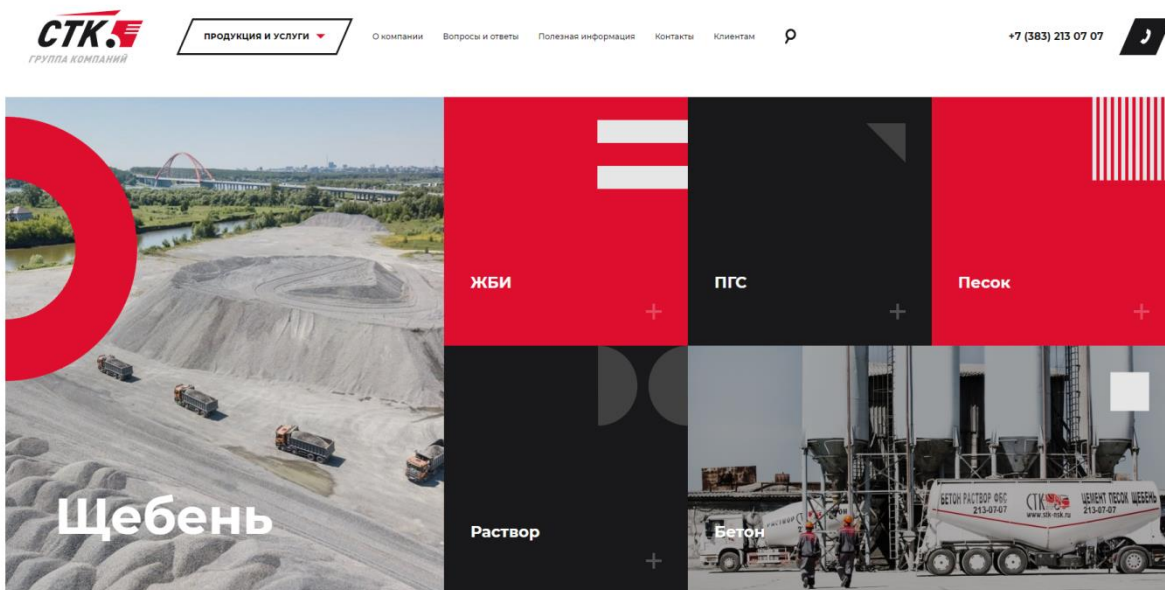 СТК
ГРУППА КОМПАНИЙ
ПРОДУКЦИЯ И УСЛУГИ
О компании
Вопросы и ответы
Полезная информация
Контакты
Клиентам
+7 (383) 213 07 07
Щебень
ЖБИ
ПГС
Песок
Раствор
Бетон
РАСТВОР
БЕТОН РАСТВОР ФБС
213-07-07
СТК
www.stk-nsk.ru
ЦЕМЕНТ ПЕСОК ЩЕБЕНЬ
213-07-07